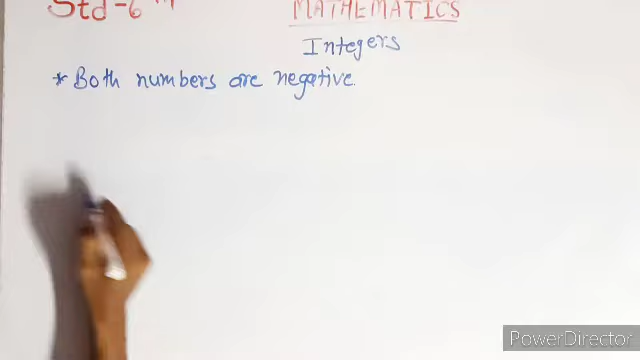 Std-6th MATHEMATICS
Integers
* Both numbers are negative.
PowerDirector